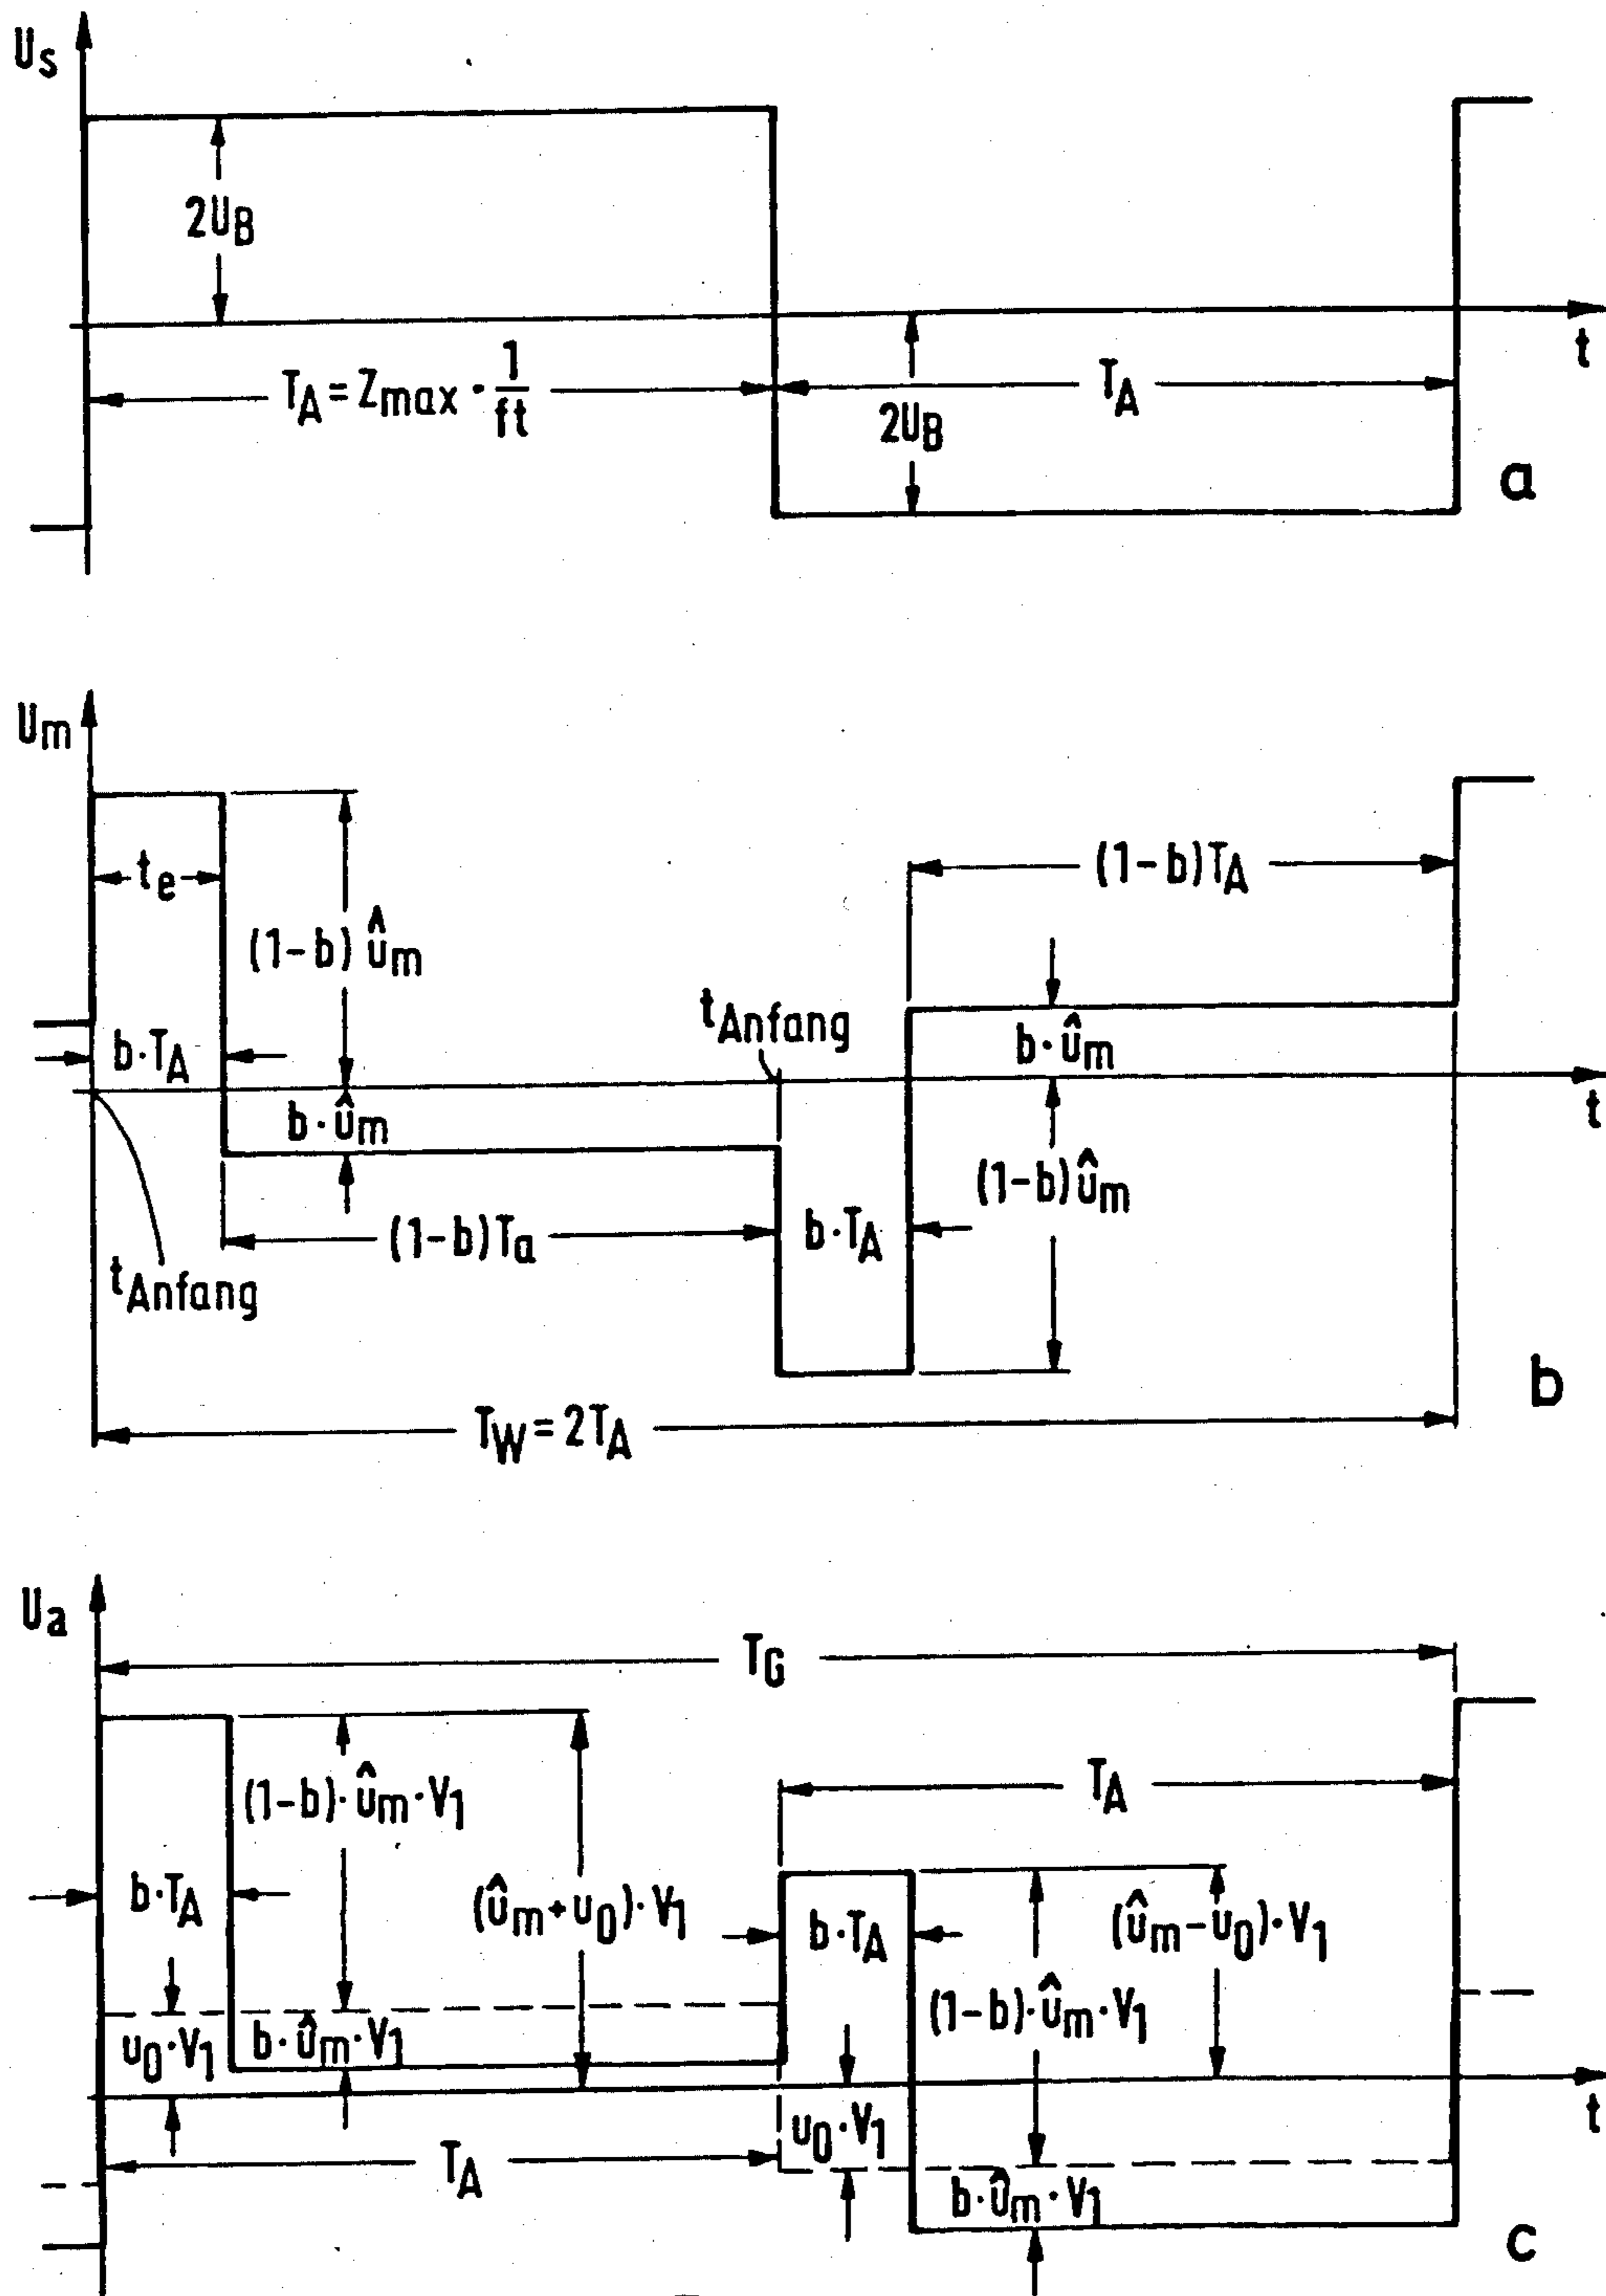 Us
2UB
t
TA = Zmax · 1/ft
TA
2UB
a
Um
te
(1-b) ûm
(1-b)TA
tAnfang
b·TA
b·ûm
t
b·ûm
(1-b)ûm
(1-b)Ta
b·TA
tAnfang
b
TW = 2TA
Ua
TG
(1-b)·ûm·V1
TA
b·TA
(ûm+u0)·V1
b·TA
(ûm-u0)·V1
(1-b)·ûm·V1
u0·V1
b·ûm·V1
t
u0·V1
TA
b·ûm·V1
c